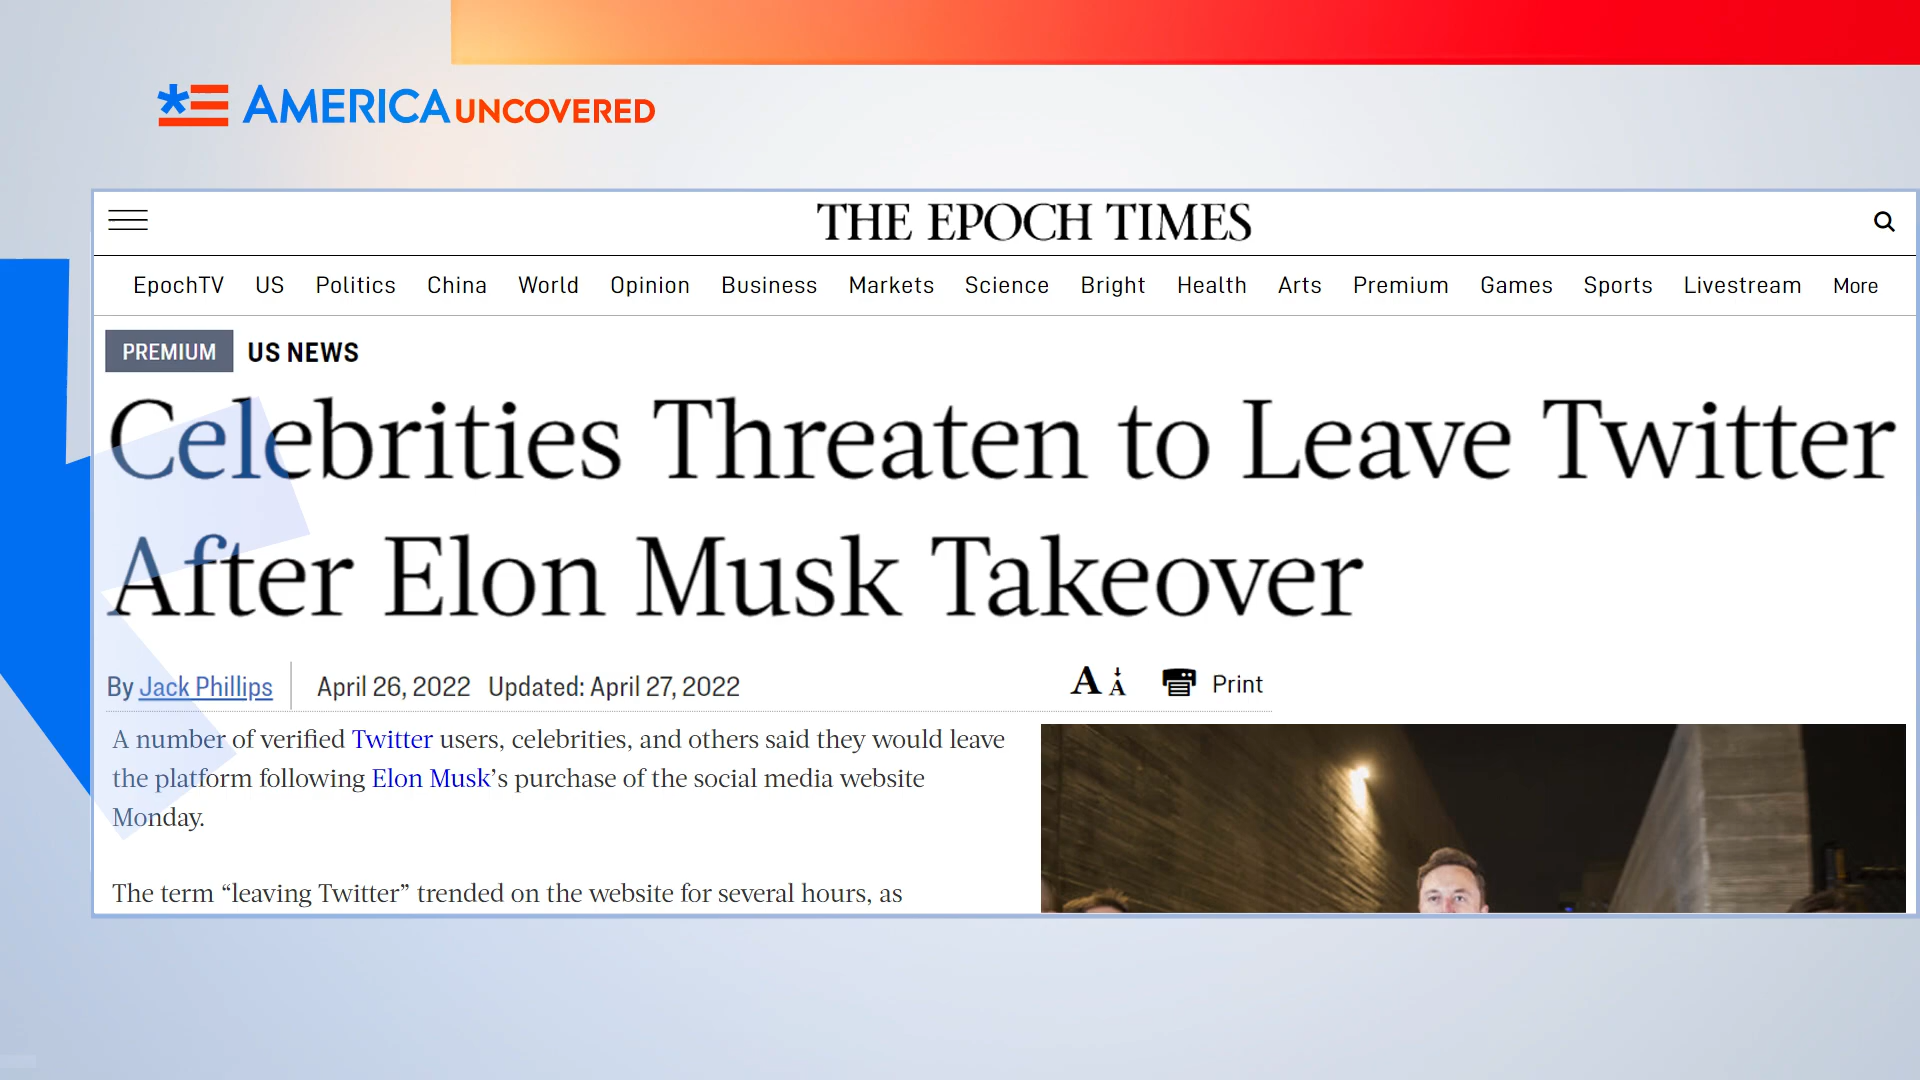 AMERICA UNCOVERED
THE EPOCH TIMES
EpochTV US Politics China World Opinion Business Markets Science Bright Health Arts Premium Games Sports Livestream More
PREMIUM US NEWS
Celebrities Threaten to Leave Twitter
After Elon Musk Takeover
By Jack Phillips April 26, 2022 Updated: April 27, 2022 A A Print
A number of verified Twitter users, celebrities, and others said they would leave
the platform following Elon Musk’s purchase of the social media website
Monday.
The term “leaving Twitter” trended on the website for several hours, as